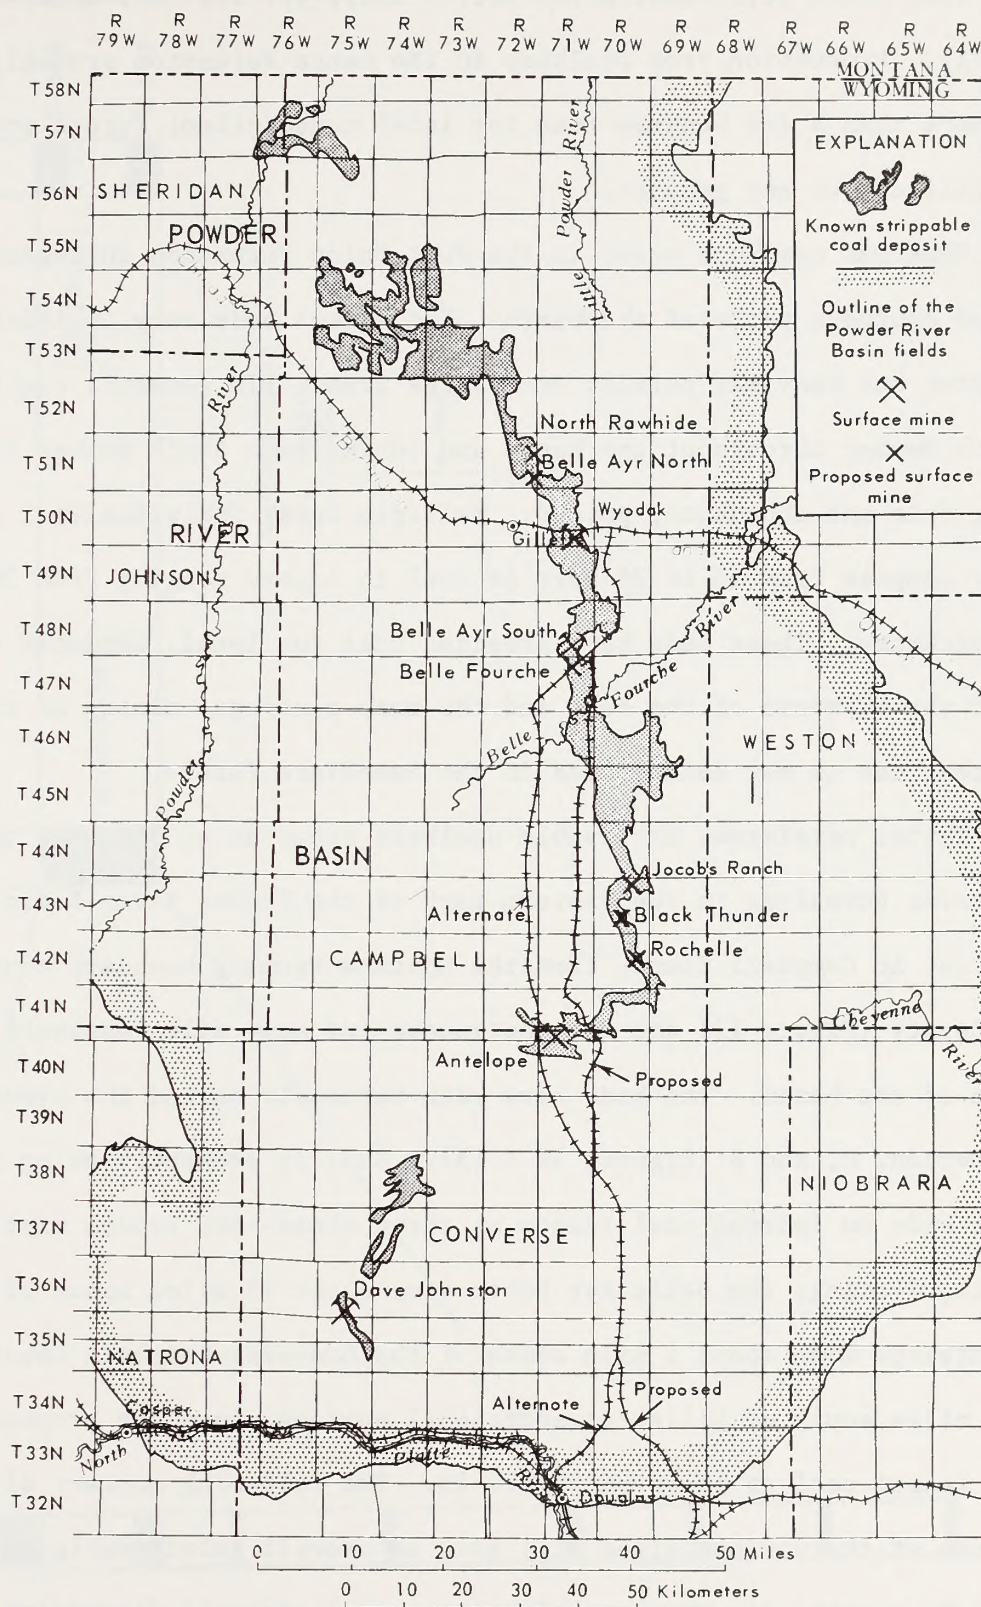 R R R R R R R R R R R R R R R R
79W 78W 77W 76W 75W 74W 73W 72W 71W 70W 69W 68W 67W 66W 65W 64W
MONTANA
WYOMING
T58N
T57N
T56N
T55N
T54N
T53N
T52N
T51N
T50N
T49N
T48N
T47N
T46N
T45N
T44N
T43N
T42N
T41N
T40N
T39N
T38N
T37N
T36N
T35N
T34N
T33N
T32N
EXPLANATION
Known strippable
coal deposit
Outline of the
Powder River
Basin fields
Surface mine
Proposed surface
mine
SHERIDAN
POWDER
RIVER
BASIN
JOHNSON
CAMPBELL
WESTON
CONVERSE
NIOBRARA
NATRONA
Little Powder River
Powder River
North Rawhide
Belle Ayr North
Wyodak
Belle Ayr South
Belle Fourche
Belle Fourche River
Jocobs Ranch
Black Thunder
Rochelle
Alternate
Antelope
Proposed
Cheyenne
River
Dave Johnston
Alternote
Proposed
Casper
North Platte
Douglas
and
0 10 20 30 40 50 Miles
0 10 20 30 40 50 Kilometers